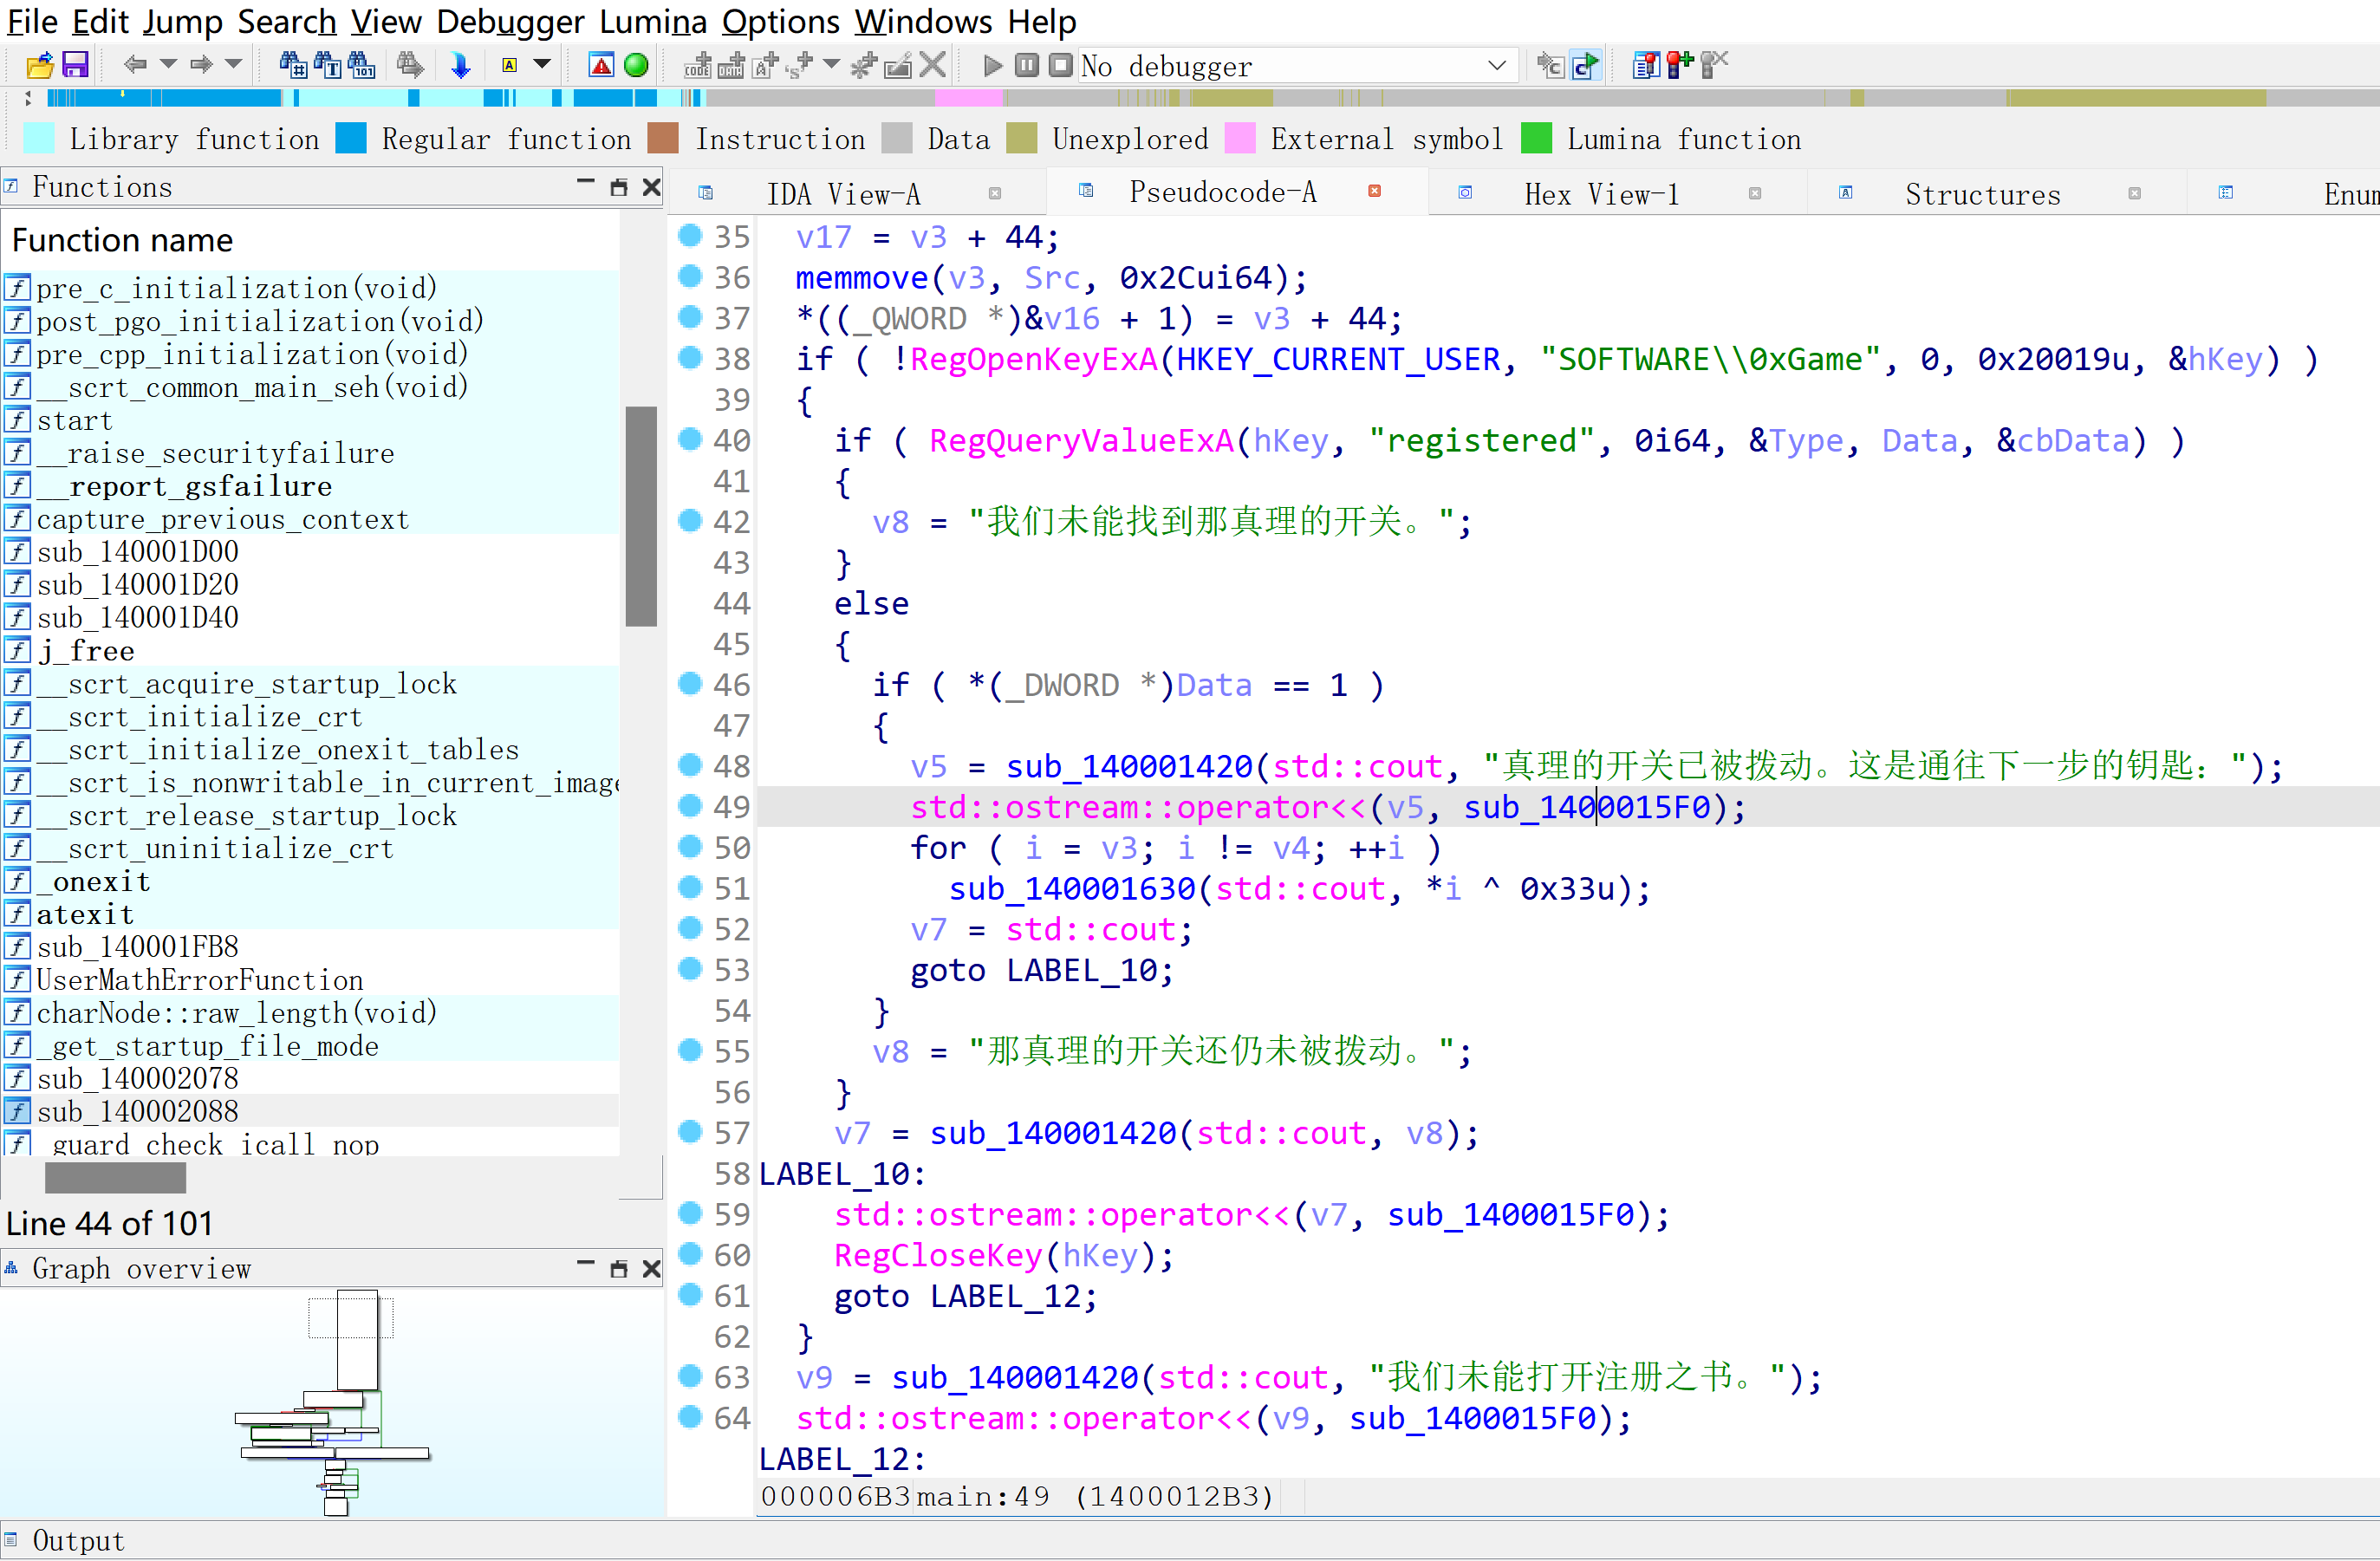 File Edit Jump Search View Debugger Lumina Options Windows Help
No debugger
Library function Regular function Instruction Data Unexplored External symbol Lumina function
Functions
IDA View-A Pseudocode-A Hex View-1 Structures Enum
Function name
pre_c_initialization(void)
post_pgo_initialization(void)
pre_cpp_initialization(void)
__scrt_common_main_seh(void)
start
__raise_securityfailure
__report_gsfailure
capture_previous_context
sub_140001D00
sub_140001D20
sub_140001D40
j_free
__scrt_acquire_startup_lock
__scrt_initialize_crt
__scrt_initialize_onexit_tables
__scrt_is_nonwritable_in_current_image
__scrt_release_startup_lock
__scrt_uninitialize_crt
_onexit
atexit
sub_140001FB8
UserMathErrorFunction
charNode::raw_length(void)
_get_startup_file_mode
sub_140002078
sub_140002088
_guard_check_icall_nop
Line 44 of 101
Graph overview
35 v17 = v3 + 44;
36 memmove(v3, Src, 0x2Cui64);
37 *((_QWORD *)&v16 + 1) = v3 + 44;
38 if ( !RegOpenKeyExA(HKEY_CURRENT_USER, "SOFTWARE\\0xGame", 0, 0x20019u, &hKey) )
39 {
40 if ( RegQueryValueExA(hKey, "registered", 0i64, &Type, Data, &cbData) )
41 {
42 v8 = "我们未能找到那真理的开关。";
43 }
44 else
45 {
46 if ( *(_DWORD *)Data == 1 )
47 {
48 v5 = sub_140001420(std::cout, "真理的开关已被拨动。这是通往下一步的钥匙：");
49 std::ostream::operator<<(v5, sub_1400015F0);
50 for ( i = v3; i != v4; ++i )
51 sub_140001630(std::cout, *i ^ 0x33u);
52 v7 = std::cout;
53 goto LABEL_10;
54 }
55 v8 = "那真理的开关还仍未被拨动。";
56 }
57 v7 = sub_140001420(std::cout, v8);
58 LABEL_10:
59 std::ostream::operator<<(v7, sub_1400015F0);
60 RegCloseKey(hKey);
61 goto LABEL_12;
62 }
63 v9 = sub_140001420(std::cout, "我们未能打开注册之书。");
64 std::ostream::operator<<(v9, sub_1400015F0);
LABEL_12:
000006B3 main:49 (1400012B3)
Output